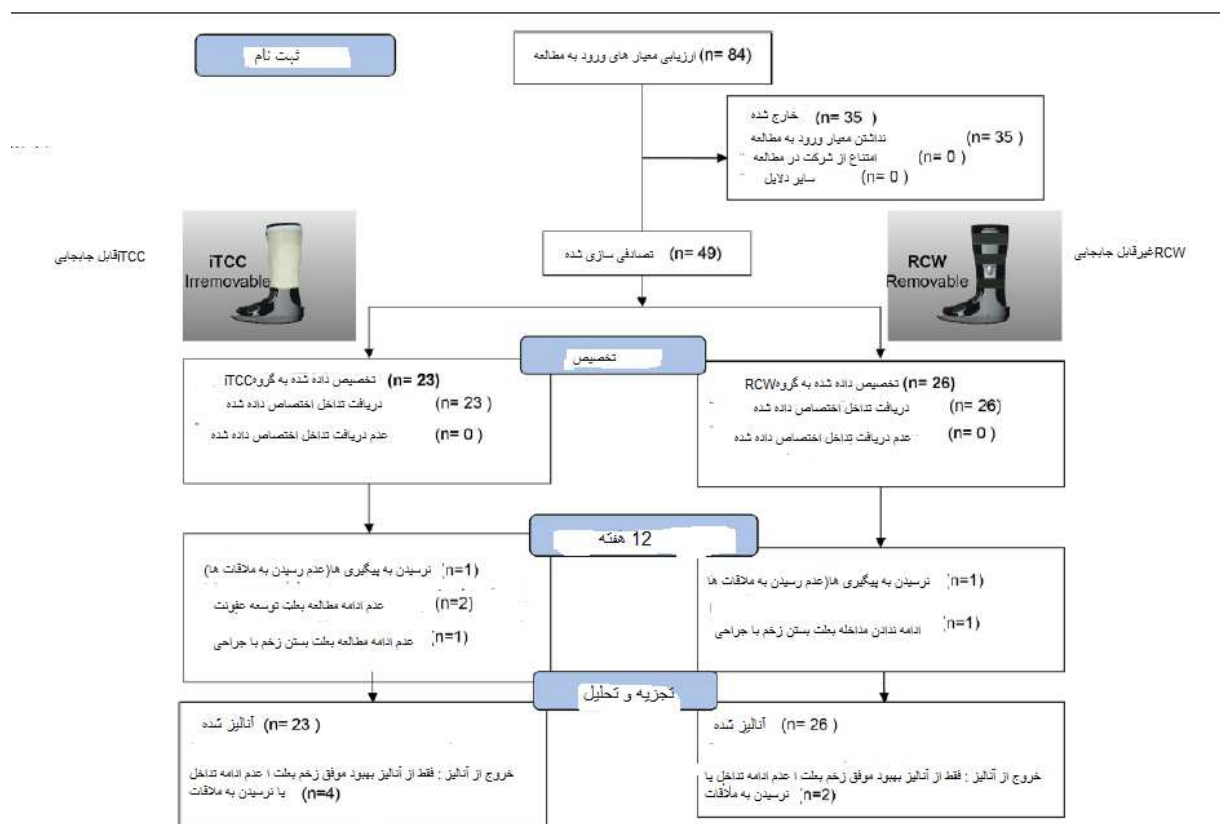 ثبت نام
ارزیابی معیار های ورود به مطالعه (n= 84)
خارج شده (n= 35 )
نداشتن معیار ورود به مطالعه (n= 35 )
امتناع از شرکت در مطالعه (n= 0 )
سایر دلایل (n= 0 )
iTCCقابل جابجایی
iTCC
Irremovable
تصادفی سازی شده (n= 49)
RCW
Removable
RCWغیرقابل جابجایی
تخصیص
تخصیص داده شده به گروهiTCC (n= 23)
دریافت تداخل اختصاص داده شده (n= 23 )
عدم دریافت تداخل اختصاص داده شده (n= 0 )
تخصیص داده شده به گروهRCW (n= 26)
دریافت تداخل اختصاص داده شده (n= 26)
عدم دریافت تداخل اختصاص داده شده (n= 0 )
12 هفته
نرسیدن به پیگیری ها(عدم رسیدن به ملاقات ها) (n=1)
عدم ادامه مطالعه بعلت توسعه عفونت (n=2)
عدم ادامه مطالعه بعلت بستن زخم با جراحی (n=1)
نرسیدن به پیگیری ها(عدم رسیدن به ملاقات ها (n=1)
ادامه ندادن مداخله بعلت بستن زخم با جراحی (n=1)
تجزیه و تحلیل
آنالیز شده (n= 23 )
خروج از آنالیز : فقط از آنالیز بهبود موفق زخم بعلت ا عدم ادامه تداخل
یا نرسیدن به ملاقات (n=4)
آنالیز شده (n= 26 )
خروج از آنالیز : فقط از آنالیز بهبود موفق زخم بعلت ا عدم ادامه تداخل یا
نرسیدن به ملاقات (n=2)